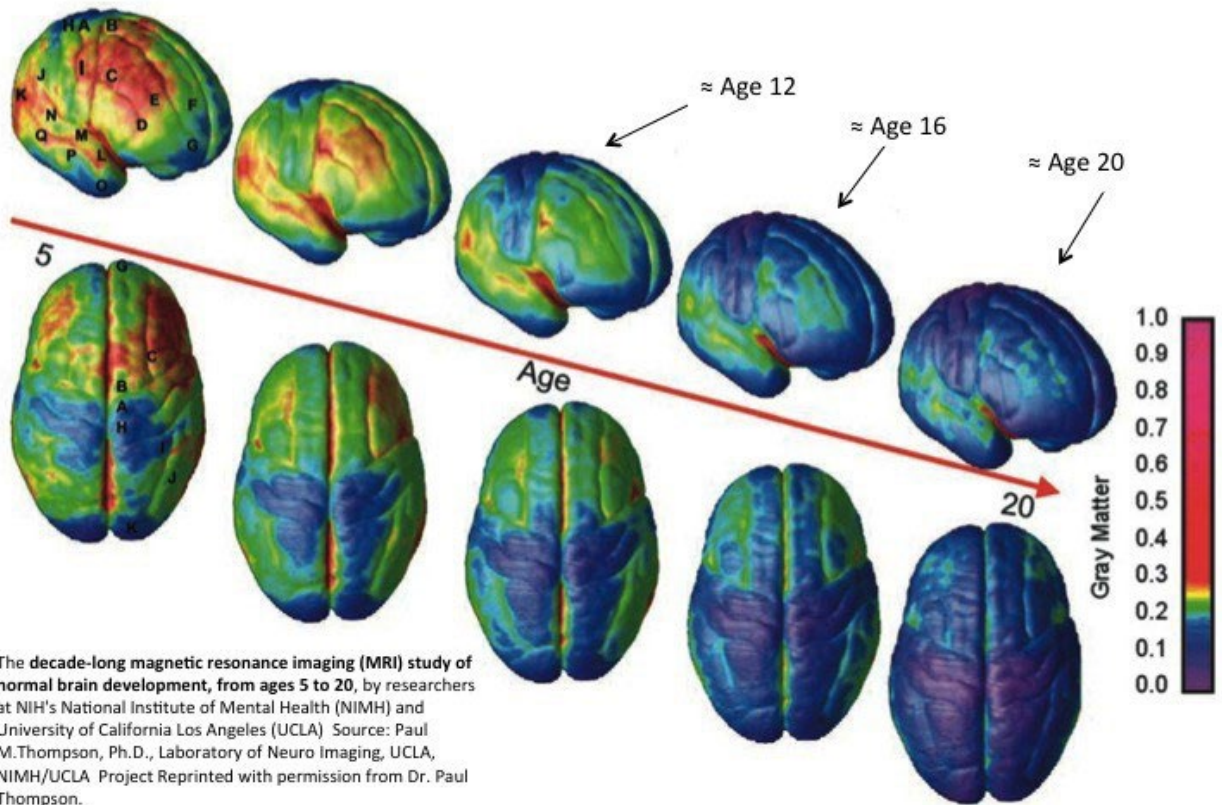 H A B
I
J C
K
E F
N
D
Q M G
P L
O
≈ Age 12
≈ Age 16
≈ Age 20
5
Age
20
G
C
B
A
H
I
J
K
Gray Matter
1.0
0.9
0.8
0.7
0.6
0.5
0.4
0.3
0.2
0.1
0.0
The decade-long magnetic resonance imaging (MRI) study of
normal brain development, from ages 5 to 20, by researchers
at NIH's National Institute of Mental Health (NIMH) and
University of California Los Angeles (UCLA) Source: Paul
M.Thompson, Ph.D., Laboratory of Neuro Imaging, UCLA,
NIMH/UCLA Project Reprinted with permission from Dr. Paul
Thompson.